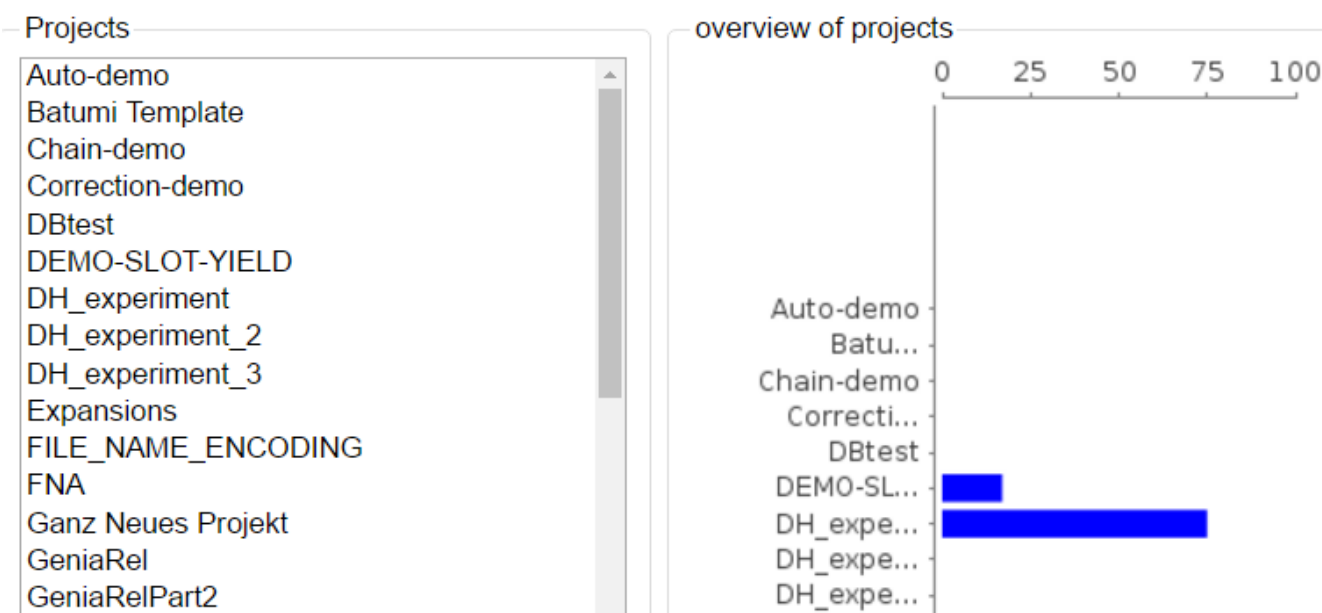 Projects
Auto-demo
Batumi Template
Chain-demo
Correction-demo
DBtest
DEMO-SLOT-YIELD
DH_experiment
DH_experiment_2
DH_experiment_3
Expansions
FILE_NAME_ENCODING
FNA
Ganz Neues Projekt
GeniaRel
GeniaRelPart2
overview of projects
0 25 50 75 100
Auto-demo
Batu...
Chain-demo
Correcti...
DBtest
DEMO-SL...
DH_expe...
DH_expe...
DH_expe...